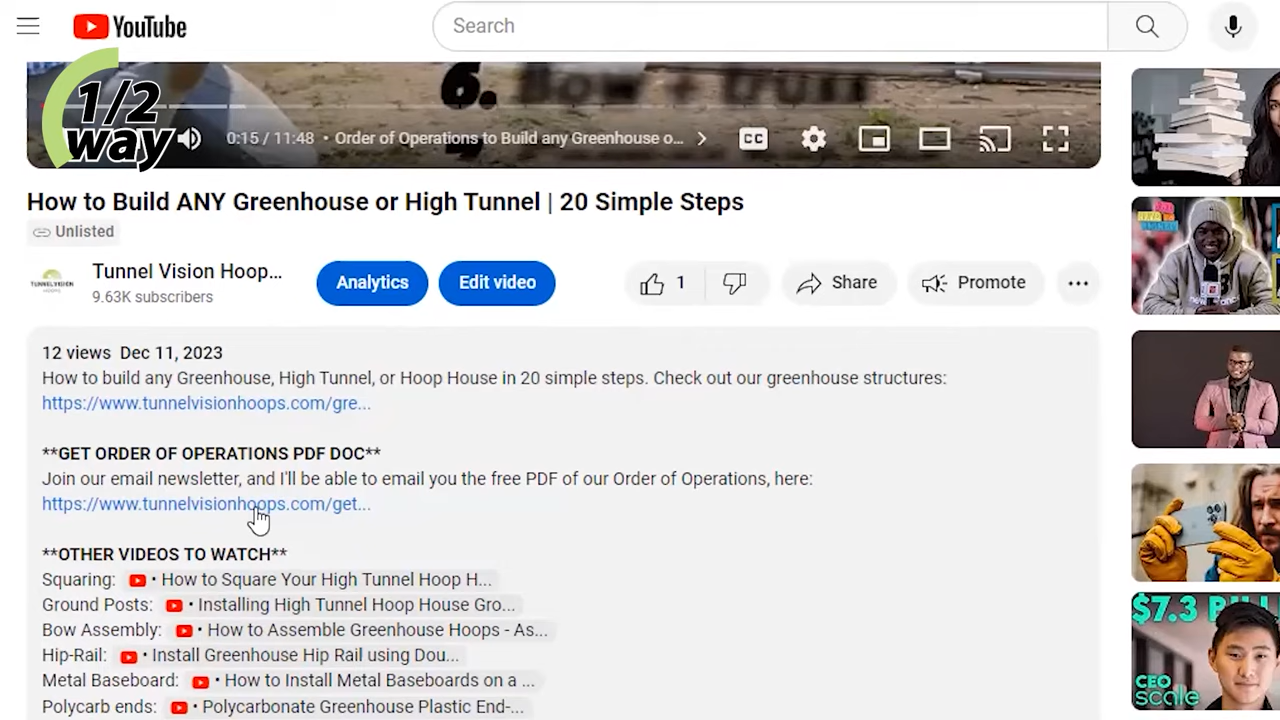 YouTube
Search
1/2
way
6. Bow + Truss
0:15 / 11:48 • Order of Operations to Build any Greenhouse o...
CC
How to Build ANY Greenhouse or High Tunnel | 20 Simple Steps
Unlisted
TUNNELVISION
HOOPS
Tunnel Vision Hoop...
9.63K subscribers
Analytics
Edit video
1
Share
Promote
12 views Dec 11, 2023
How to build any Greenhouse, High Tunnel, or Hoop House in 20 simple steps. Check out our greenhouse structures:
https://www.tunnelvisionhoops.com/gre...
**GET ORDER OF OPERATIONS PDF DOC**
Join our email newsletter, and I'll be able to email you the free PDF of our Order of Operations, here:
https://www.tunnelvisionhoops.com/get...
**OTHER VIDEOS TO WATCH**
Squaring: • How to Square Your High Tunnel Hoop H...
Ground Posts: • Installing High Tunnel Hoop House Gro...
Bow Assembly: • How to Assemble Greenhouse Hoops - As...
Hip-Rail: • Install Greenhouse Hip Rail using Dou...
Metal Baseboard: • How to Install Metal Baseboards on a ...
Polycarb ends: • Polycarbonate Greenhouse Plastic End-...
$7.3 BILL
CEO
scale